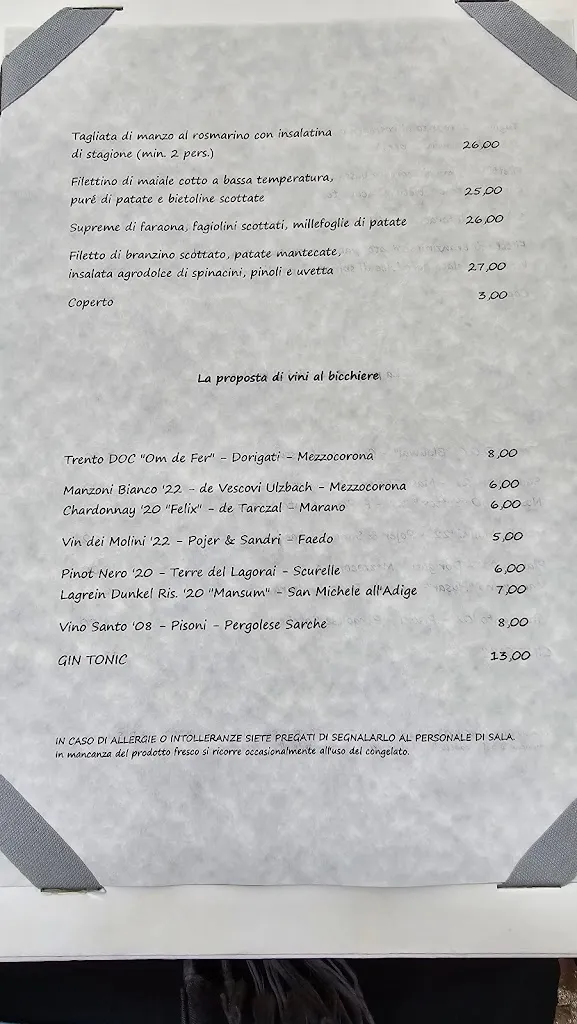 Tagliata di manzo al rosmarino con insalatina
di stagione (min. 2 pers.) 26,00
Filettino di maiale cotto a bassa temperatura,
puré di patate e bietoline scottate 25,00
Supreme di faraona, fagiolini scottati, millefoglie di patate 26,00
Filetto di branzino scottato, patate mantecate,
insalata agrodolce di spinacini, pinoli e uvetta 27,00
Coperto 3,00
La proposta di vini al bicchiere
Trento DOC "Om de Fer" - Dorigati - Mezzocorona 8,00
Manzoni Bianco '22 - de Vescovi Ulzbach - Mezzocorona 6,00
Chardonnay '20 "Felix" - de Tarczal - Marano 6,00
Vin dei Molini '22 - Pojer & Sandri - Faedo 5,00
Pinot Nero '20 - Terre del Lagorai - Scurelle 6,00
Lagrein Dunkel Ris. '20 "Mansum" - San Michele all'Adige 7,00
Vino Santo '08 - Pisoni - Pergolese Sarche 8,00
GIN TONIC 13,00
IN CASO DI ALLERGIE O INTOLLERANZE SIETE PREGATI DI SEGNALARLO AL PERSONALE DI SALA.
in mancanza del prodotto fresco si ricorre occasionalmente all'uso del congelato.